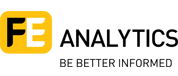 FE ANALYTICS
BE BETTER INFORMED